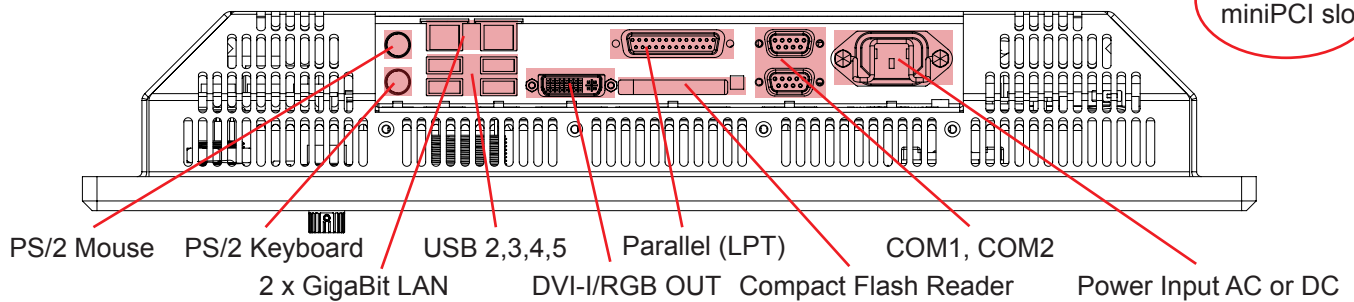 miniPCI slo
PS/2 Mouse
PS/2 Keyboard
USB 2,3,4,5
Parallel (LPT)
COM1, COM2
2 x GigaBit LAN
DVI-I/RGB OUT
Compact Flash Reader
Power Input AC or DC